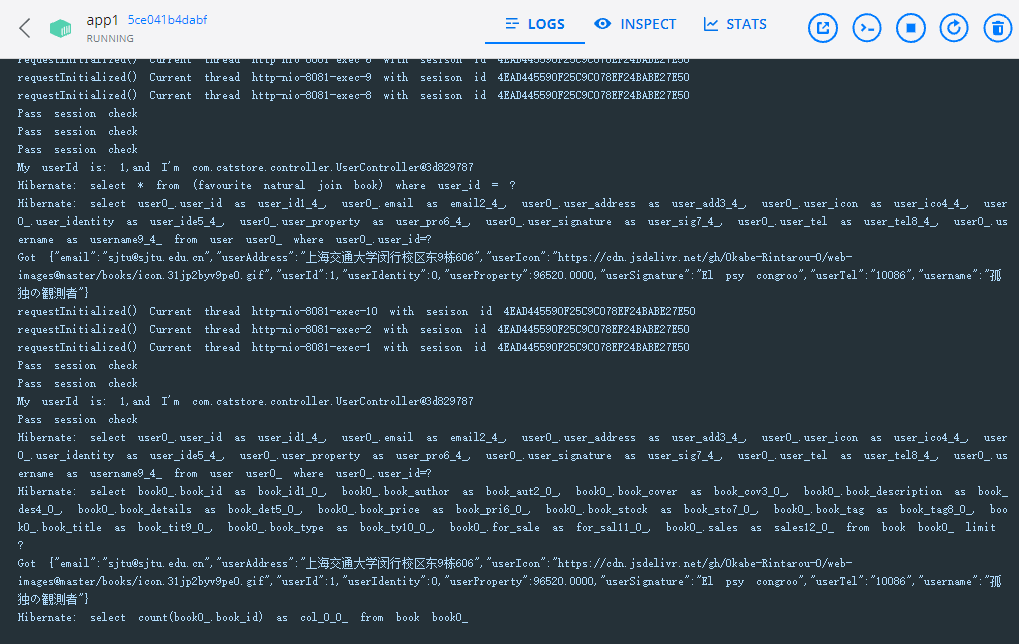 app1 5ce041b4dabf
RUNNING
LOGS INSPECT STATS
requestInitialized() Current thread http-nio-8081-exec-6 with sesison id 4EAD445590F25C9C078EF24BABE27E50
requestInitialized() Current thread http-nio-8081-exec-9 with sesison id 4EAD445590F25C9C078EF24BABE27E50
requestInitialized() Current thread http-nio-8081-exec-8 with sesison id 4EAD445590F25C9C078EF24BABE27E50
Pass session check
Pass session check
Pass session check
My userId is: 1,and I'm com.catstore.controller.UserController@3d829787
Hibernate: select * from (favourite natural join book) where user_id = ?
Hibernate: select user0_.user_id as user_id1_4_, user0_.email as email2_4_, user0_.user_address as user_add3_4_, user0_.user_icon as user_ico4_4_, user
0_.user_identity as user_ide5_4_, user0_.user_property as user_pro6_4_, user0_.user_signature as user_sig7_4_, user0_.user_tel as user_tel8_4_, user0_.us
ername as username9_4_ from user user0_ where user0_.user_id=?
Got {"email":"sjtu@sjtu.edu.cn","userAddress":"上海交通大学闵行校区东9栋606","userIcon":"https://cdn.jsdelivr.net/gh/Okabe-Rintarou-0/web-
images@master/books/icon.31jp2byv9pe0.gif","userId":1,"userIdentity":0,"userProperty":96520.0000,"userSignature":"El psy congroo","userTel":"10086","username":"孤
独の観測者"}
requestInitialized() Current thread http-nio-8081-exec-10 with sesison id 4EAD445590F25C9C078EF24BABE27E50
requestInitialized() Current thread http-nio-8081-exec-2 with sesison id 4EAD445590F25C9C078EF24BABE27E50
requestInitialized() Current thread http-nio-8081-exec-1 with sesison id 4EAD445590F25C9C078EF24BABE27E50
Pass session check
Pass session check
My userId is: 1,and I'm com.catstore.controller.UserController@3d829787
Pass session check
Hibernate: select user0_.user_id as user_id1_4_, user0_.email as email2_4_, user0_.user_address as user_add3_4_, user0_.user_icon as user_ico4_4_, user
0_.user_identity as user_ide5_4_, user0_.user_property as user_pro6_4_, user0_.user_signature as user_sig7_4_, user0_.user_tel as user_tel8_4_, user0_.us
ername as username9_4_ from user user0_ where user0_.user_id=?
Hibernate: select book0_.book_id as book_id1_0_, book0_.book_author as book_aut2_0_, book0_.book_cover as book_cov3_0_, book0_.book_description as book_
des4_0_, book0_.book_details as book_det5_0_, book0_.book_price as book_pri6_0_, book0_.book_stock as book_sto7_0_, book0_.book_tag as book_tag8_0_, boo
k0_.book_title as book_tit9_0_, book0_.book_type as book_ty10_0_, book0_.for_sale as for_sal11_0_, book0_.sales as sales12_0_ from book book0_ limit
?
Got {"email":"sjtu@sjtu.edu.cn","userAddress":"上海交通大学闵行校区东9栋606","userIcon":"https://cdn.jsdelivr.net/gh/Okabe-Rintarou-0/web-
images@master/books/icon.31jp2byv9pe0.gif","userId":1,"userIdentity":0,"userProperty":96520.0000,"userSignature":"El psy congroo","userTel":"10086","username":"孤
独の観測者"}
Hibernate: select count(book0_.book_id) as col_0_0_ from book book0_